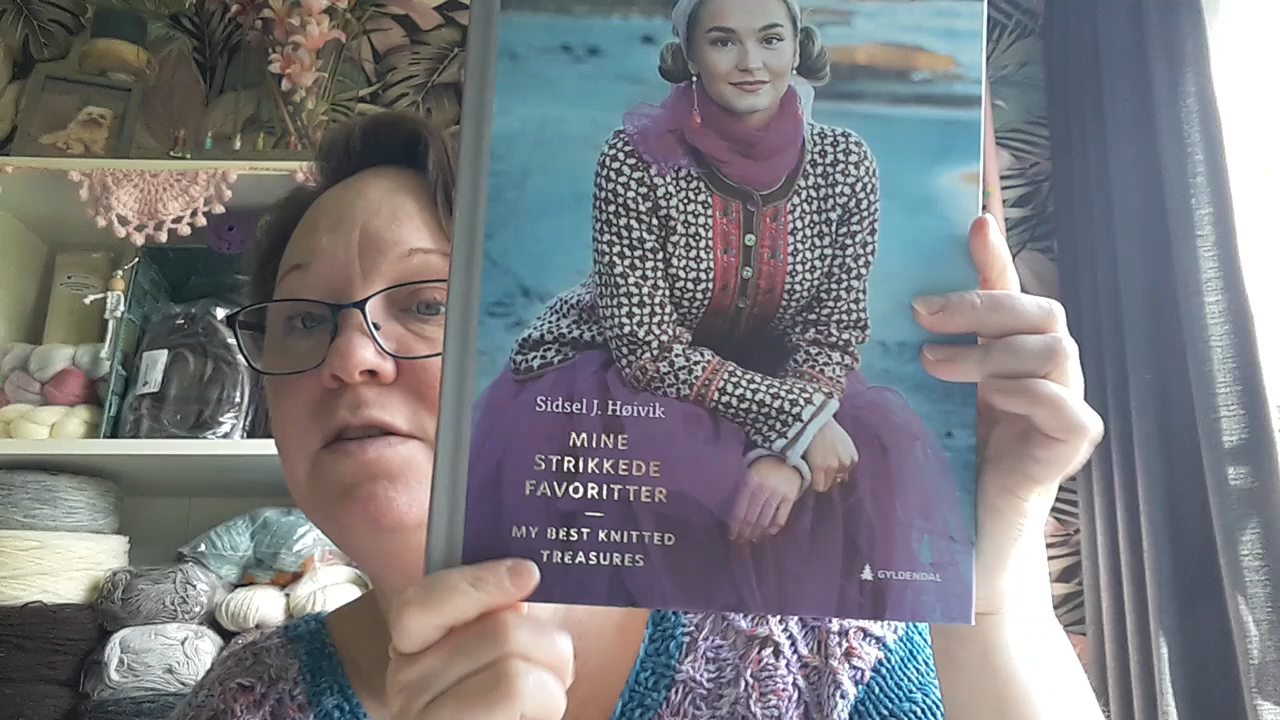 Sidsel J. Høivik
MINE
STRIKKEDE
FAVORITTER
MY BEST KNITTED
TREASURES
GYLDENDAL